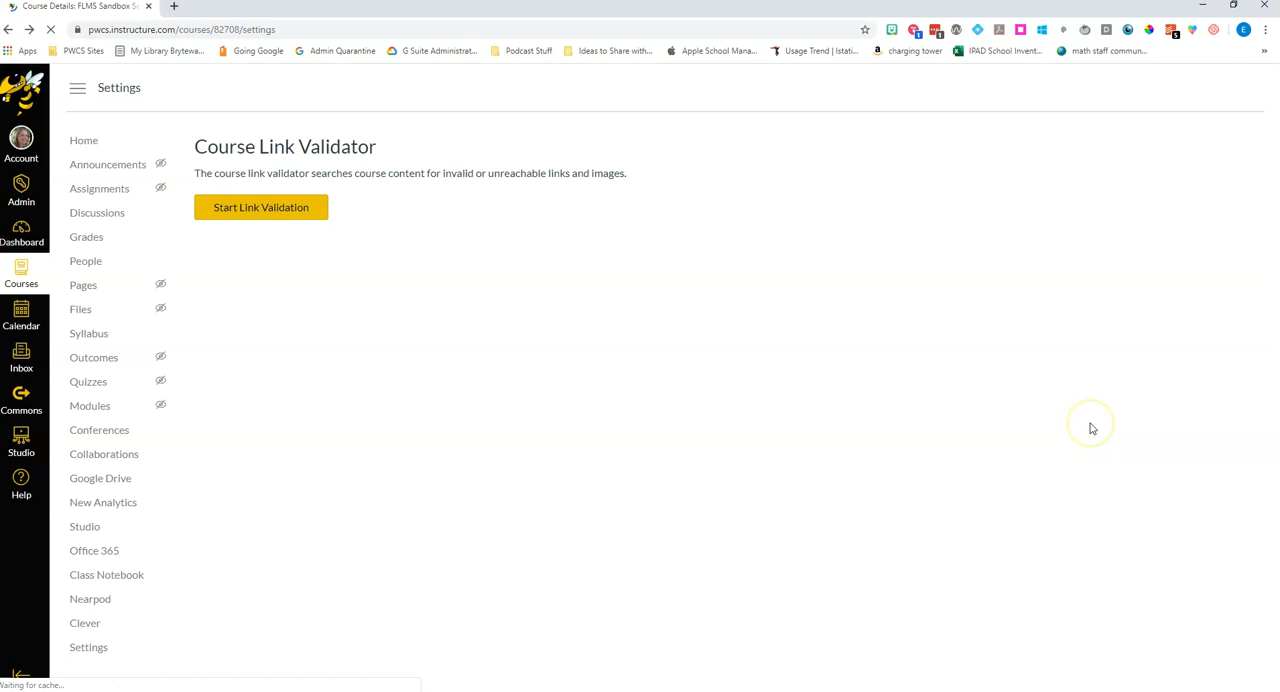 Course Details: FLMS Sandbox Se
pwcs.instructure.com/courses/82708/settings
Apps PWCS Sites My Library Brytewa... Going Google Admin Quarantine G Suite Administrat... Podcast Stuff Ideas to Share with... Apple School Mana... Usage Trend | Istati... charging tower IPAD School Invent... math staff commun... »
Settings
Home
Announcements
Assignments
Discussions
Grades
People
Pages
Files
Syllabus
Outcomes
Quizzes
Modules
Conferences
Collaborations
Google Drive
New Analytics
Studio
Office 365
Class Notebook
Nearpod
Clever
Settings
Course Link Validator
The course link validator searches course content for invalid or unreachable links and images.
Start Link Validation
Account
Admin
Dashboard
Courses
Calendar
Inbox
Commons
Studio
Help
Waiting for cache...